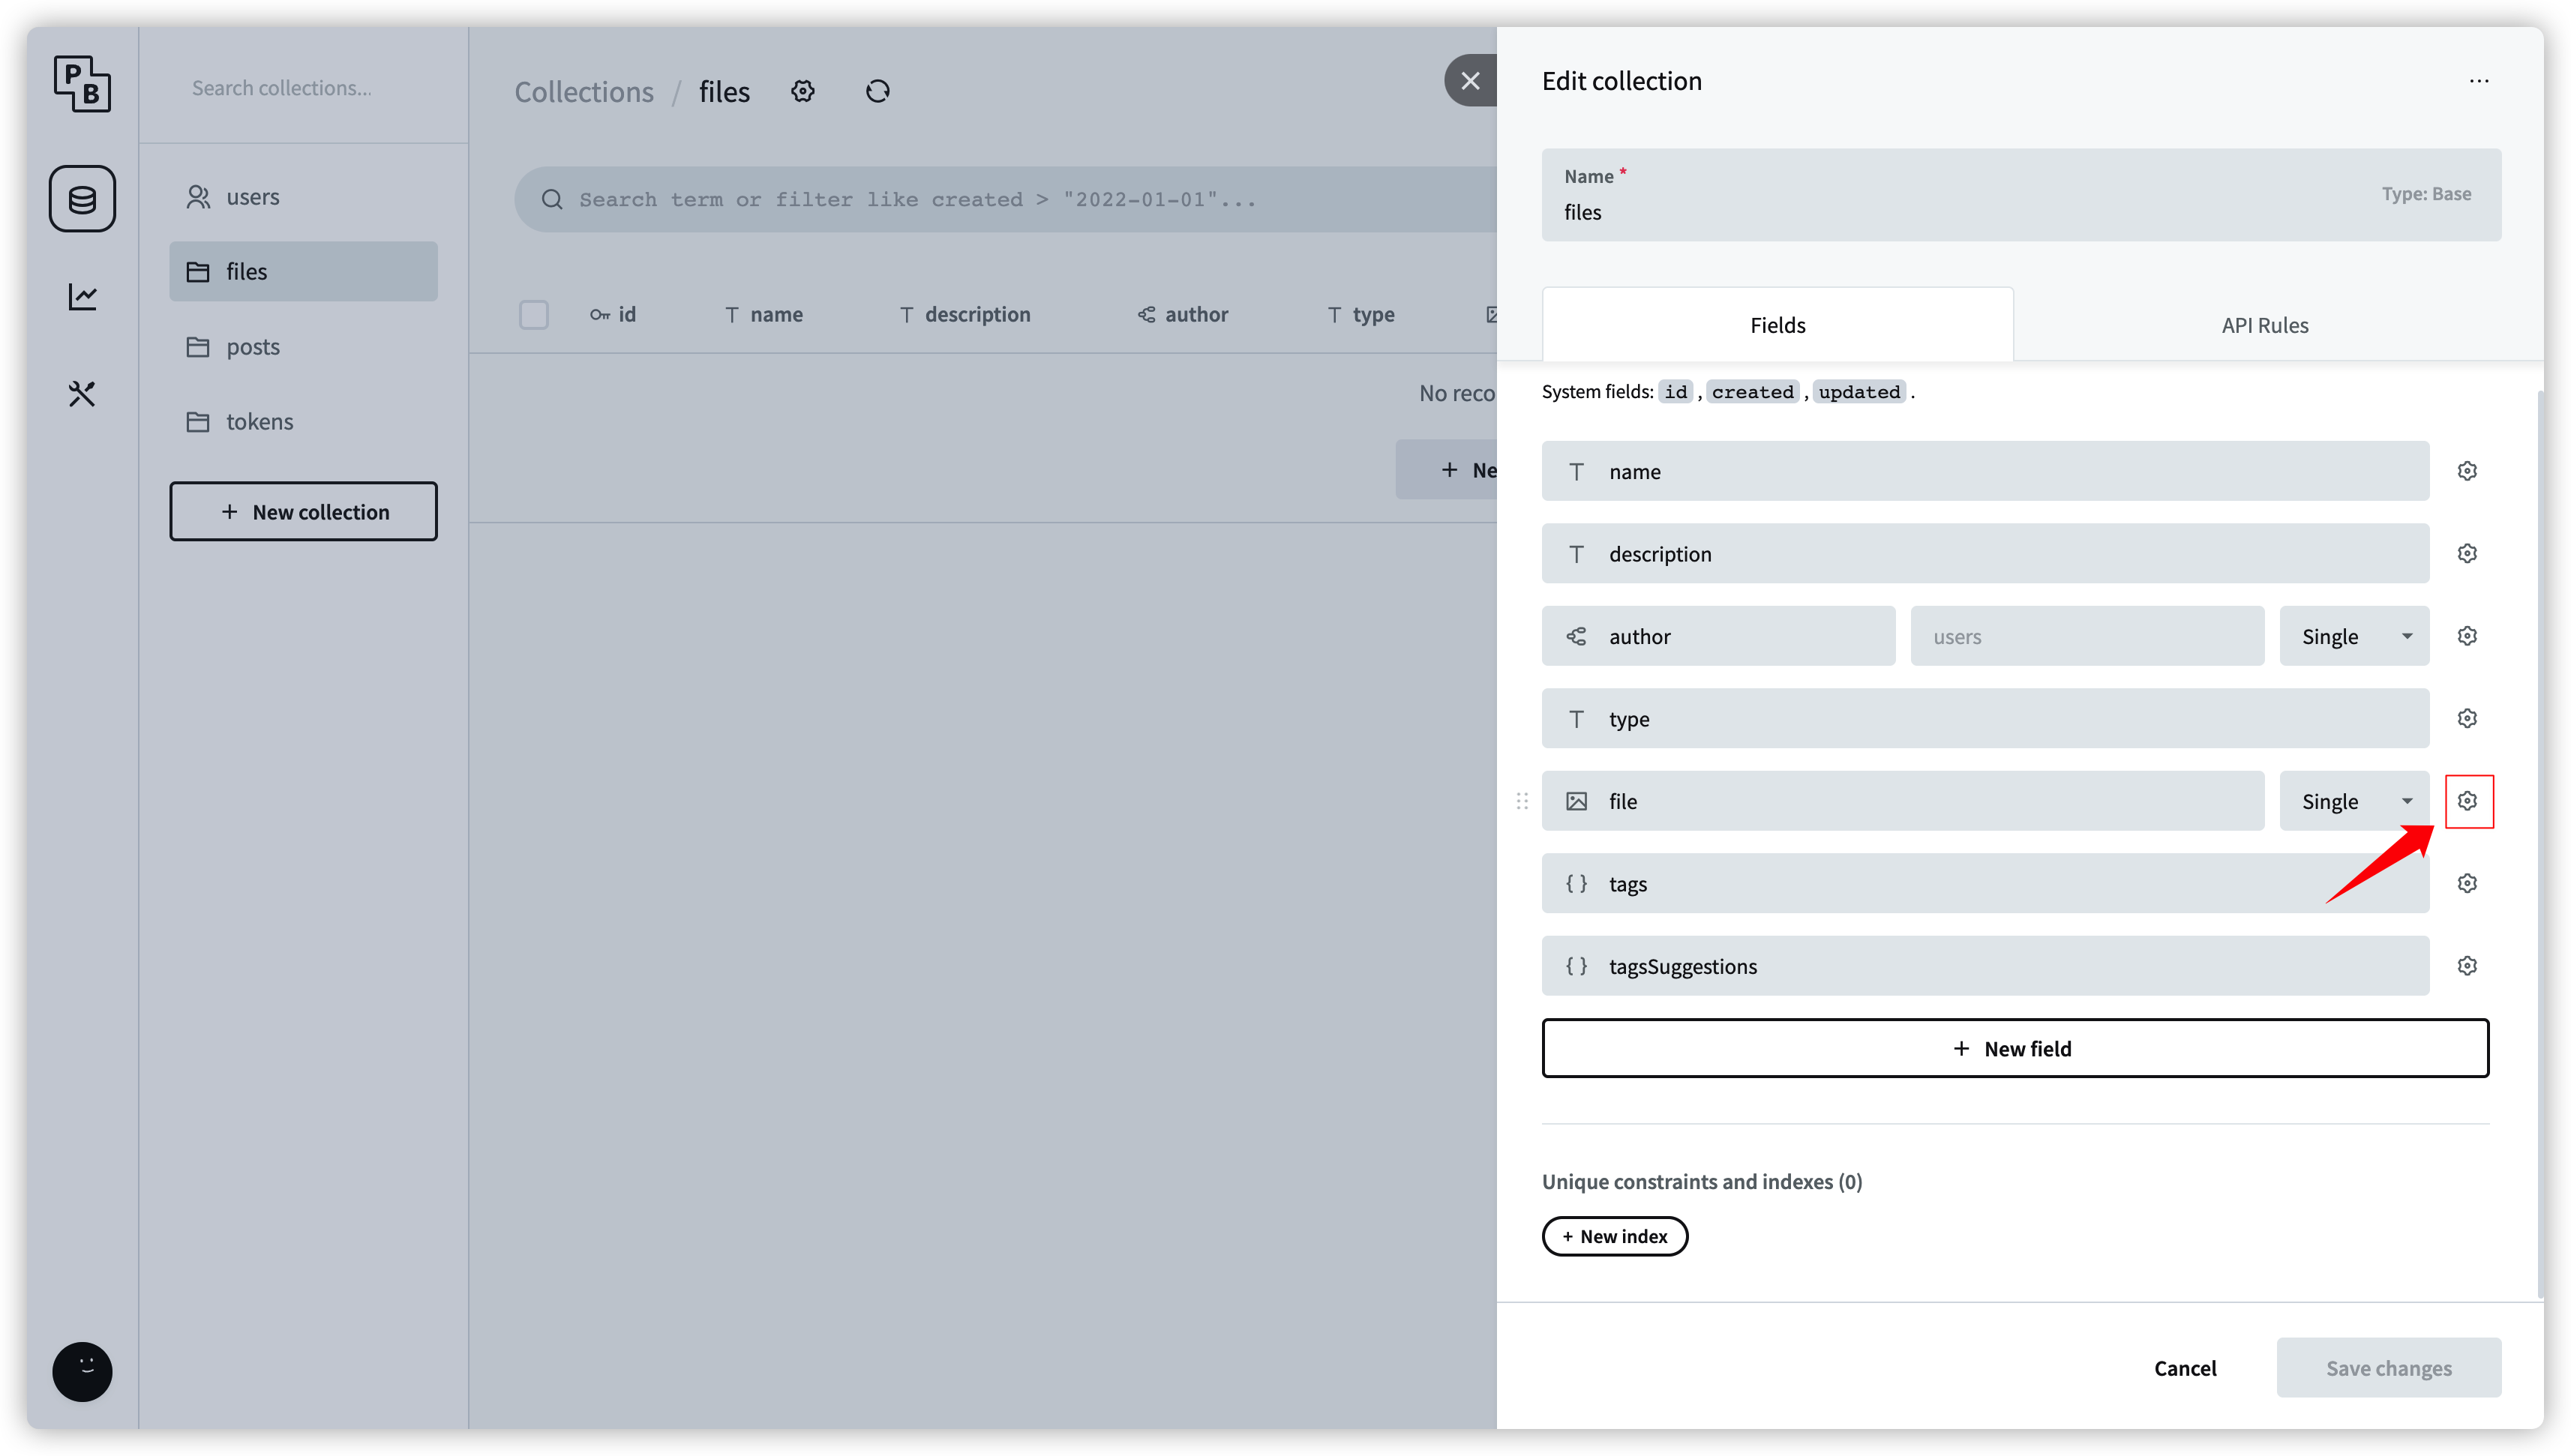 P
B
Search collections...
users
files
posts
tokens
+ New collection
Collections / files
Search term or filter like created > "2022-01-01"...
id name description author type
No reco
+ Ne
Edit collection
...
Name *
files
Type: Base
Fields
API Rules
System fields: id , created , updated .
T name
T description
author users Single
T type
file Single
{ } tags
{ } tagsSuggestions
+ New field
Unique constraints and indexes (0)
+ New index
Cancel
Save changes